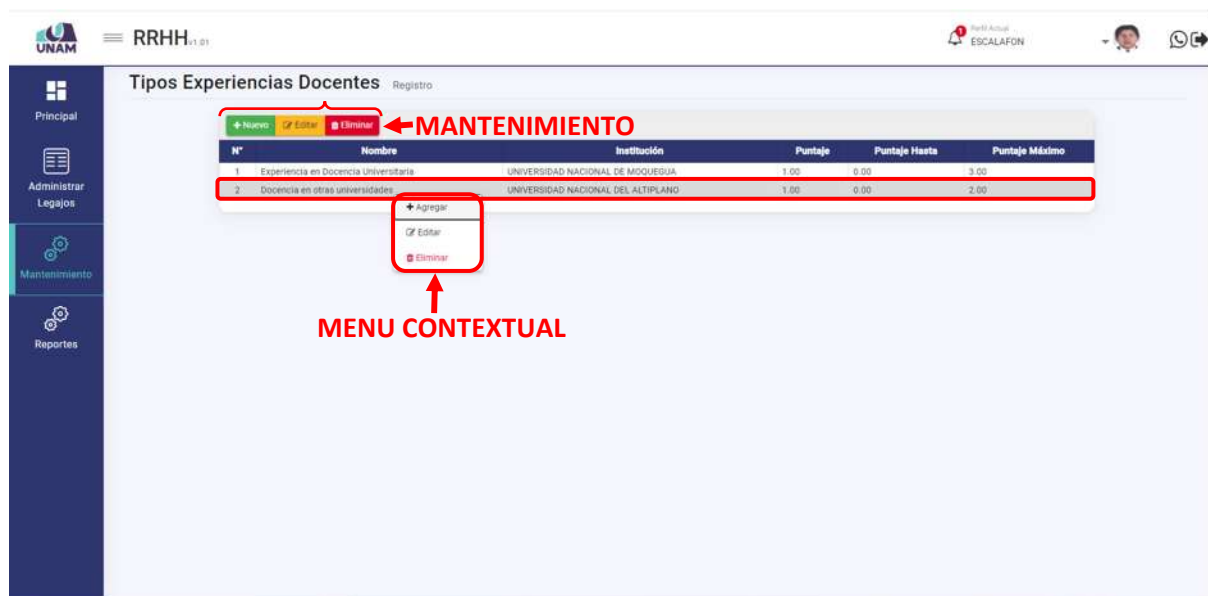 UNAM
RRHH v1.01
1
Perfil Actual
ESCALAFON
Tipos Experiencias Docentes Registro
Principal
Administrar
Legajos
Mantenimiento
Reportes
Nuevo Editar Eliminar MANTENIMIENTO
N° Nombre Institución Puntaje Puntaje Hasta Puntaje Máximo
1 Experiencia en Docencia Universitaria UNIVERSIDAD NACIONAL DE MOQUEGUA 1.00 0.00 3.00
2 Docencia en otras universidades UNIVERSIDAD NACIONAL DEL ALTIPLANO 1.00 0.00 2.00
Agregar
Editar
Eliminar
MENU CONTEXTUAL